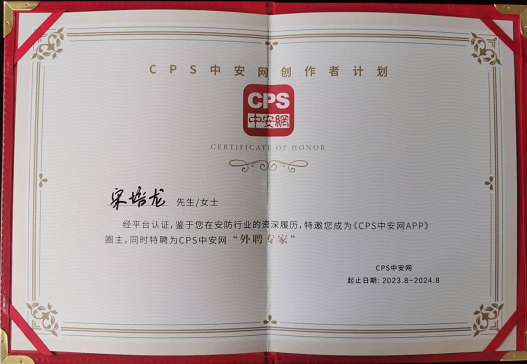 CPS中安网创作者计划
CPS
中安網
CERTIFICATE OF HONOR
宋培龙 先生/女士
经平台认证,鉴于您在安防行业的资深履历,特邀您成为《CPS中安网APP》
圈主,同时特聘为CPS中安网“外聘专家”
CPS中安网
起止日期: 2023.8-2024.8